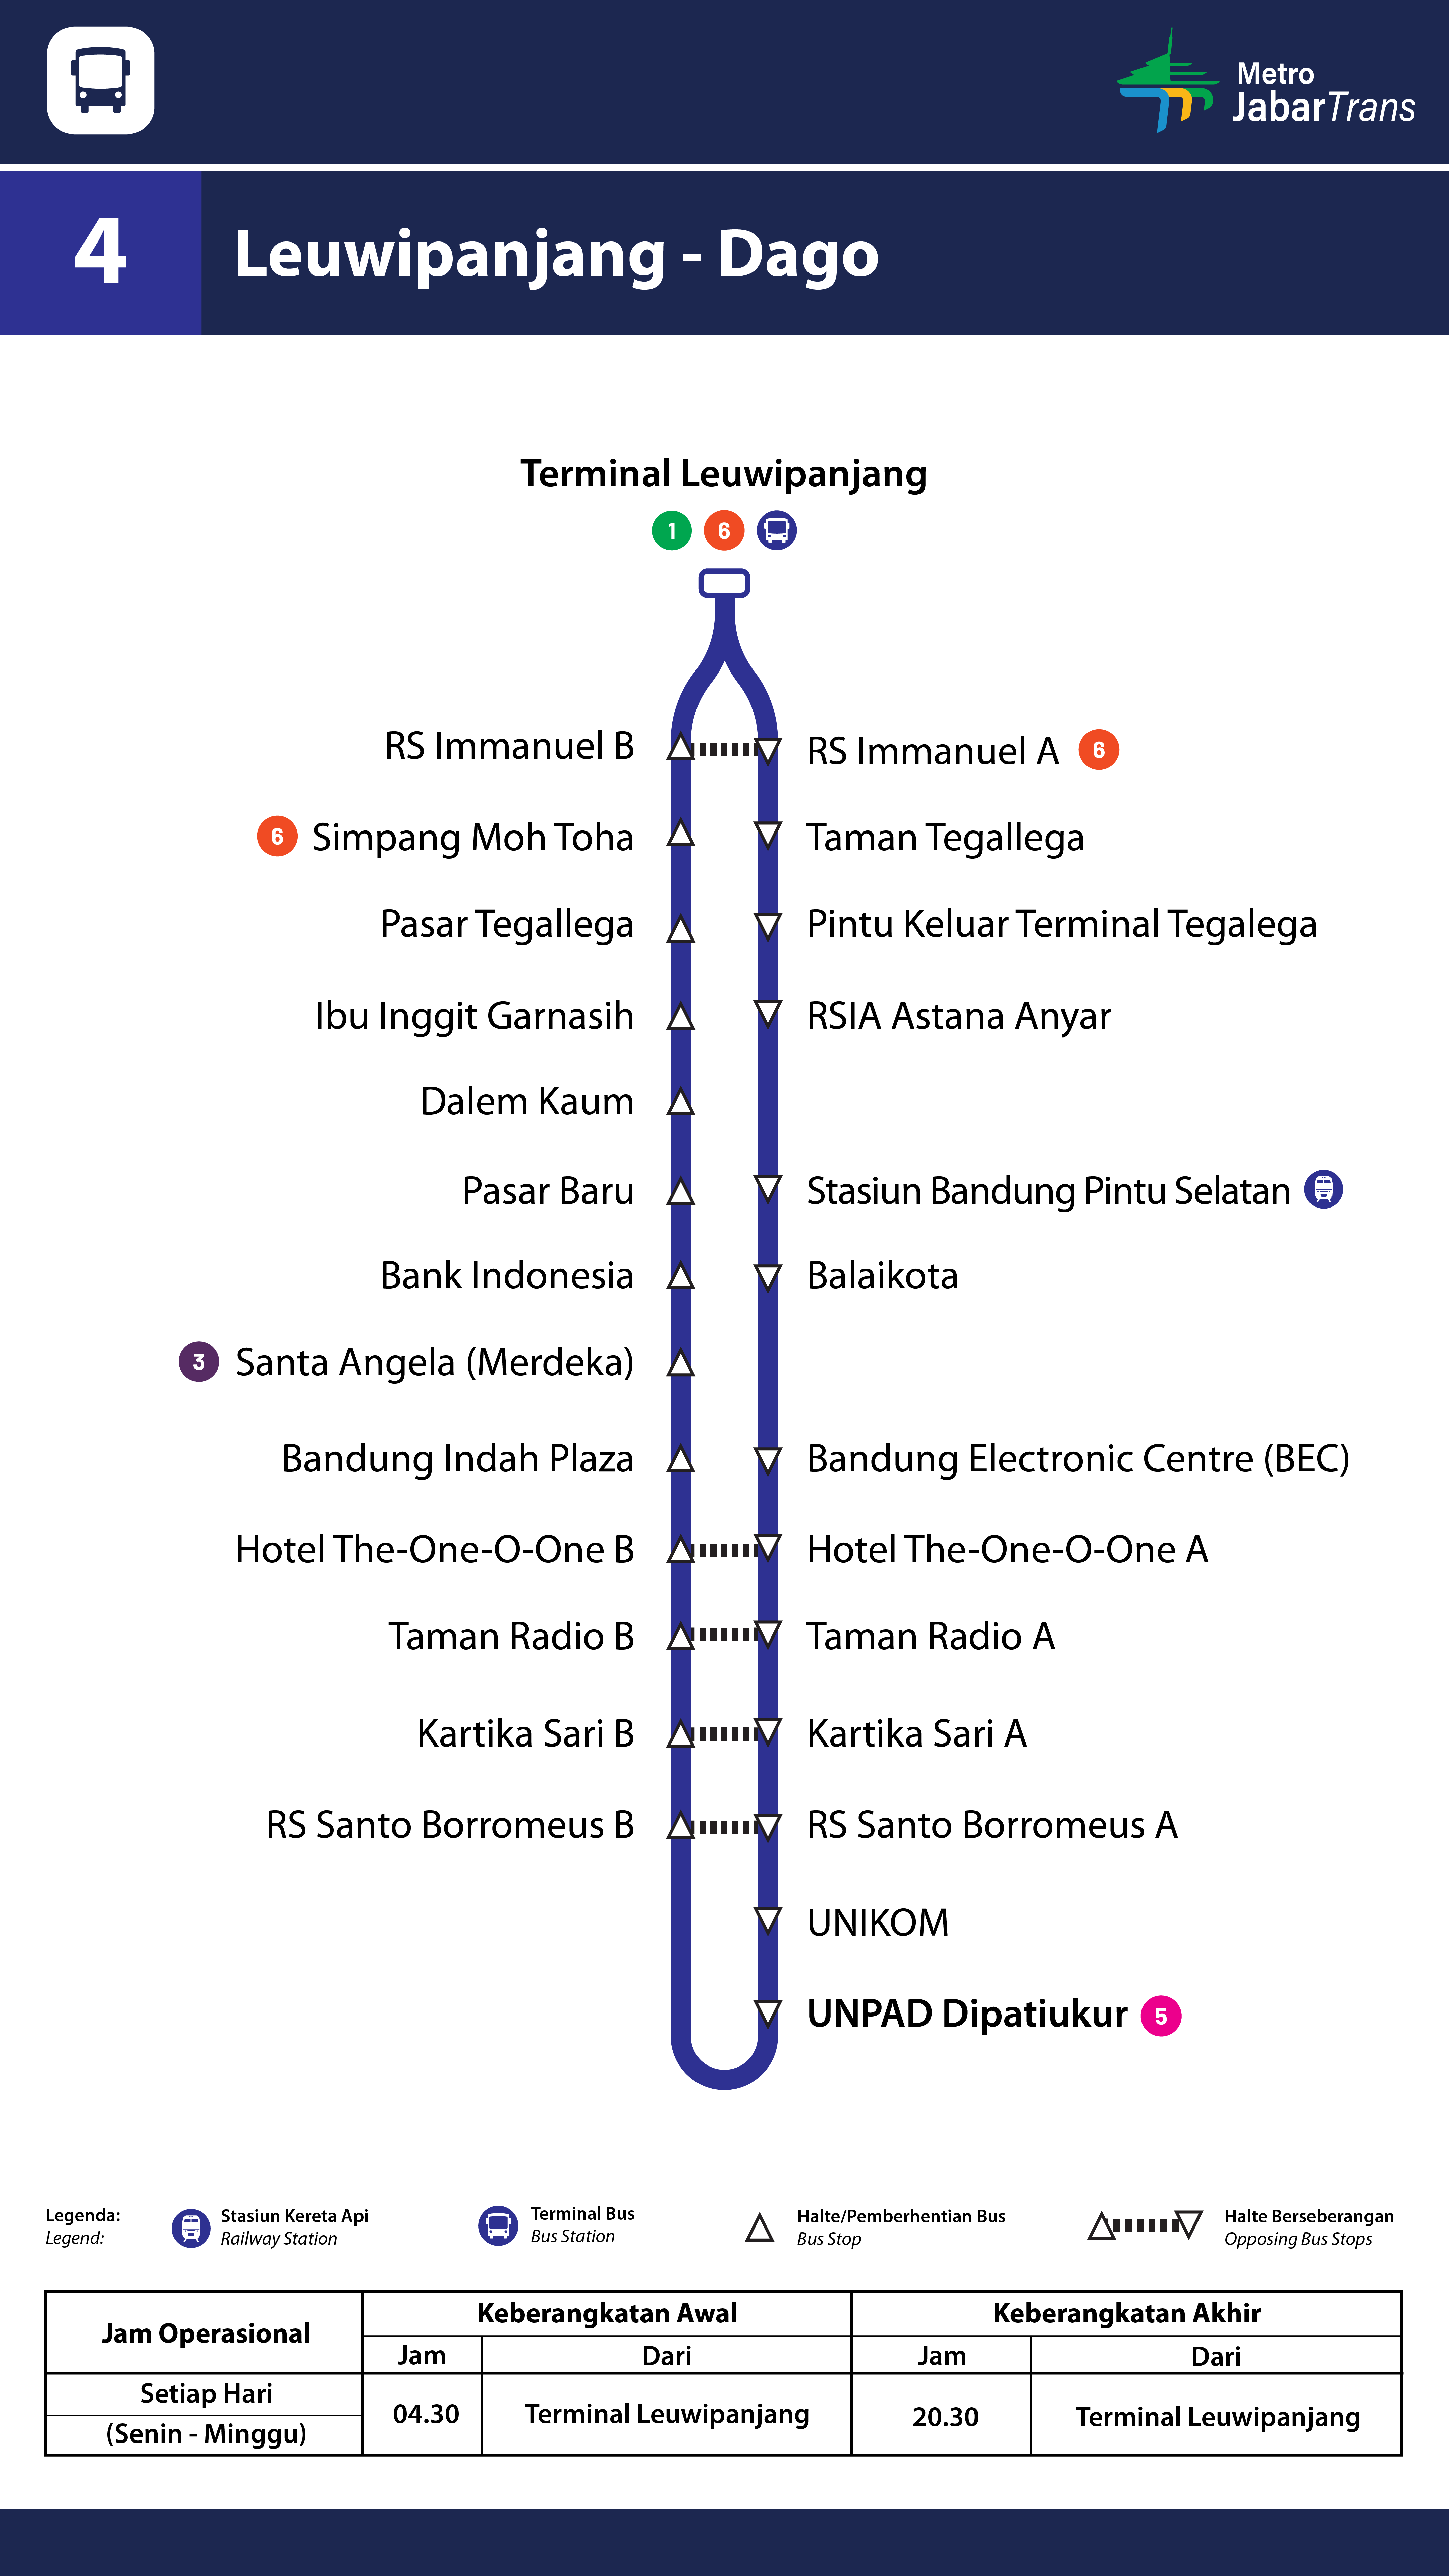 Metro
JabarTrans
4
Leuwipanjang - Dago
Terminal Leuwipanjang
1 6
RS Immanuel B
RS Immanuel A 6
6 Simpang Moh Toha
Taman Tegallega
Pasar Tegallega
Pintu Keluar Terminal Tegalega
Ibu Inggit Garnasih
RSIA Astana Anyar
Dalem Kaum
Pasar Baru
Stasiun Bandung Pintu Selatan
Bank Indonesia
Balaikota
3 Santa Angela (Merdeka)
Bandung Indah Plaza
Bandung Electronic Centre (BEC)
Hotel The-One-O-One B
Hotel The-One-O-One A
Taman Radio B
Taman Radio A
Kartika Sari B
Kartika Sari A
RS Santo Borromeus B
RS Santo Borromeus A
UNIKOM
UNPAD Dipatiukur 5
Legenda:
Legend:
Stasiun Kereta Api
Railway Station
Terminal Bus
Bus Station
Halte/Pemberhentian Bus
Bus Stop
Halte Berseberangan
Opposing Bus Stops
Jam Operasional
Keberangkatan Awal
Keberangkatan Akhir
Jam
Dari
Jam
Dari
Setiap Hari
(Senin - Minggu)
04.30
Terminal Leuwipanjang
20.30
Terminal Leuwipanjang